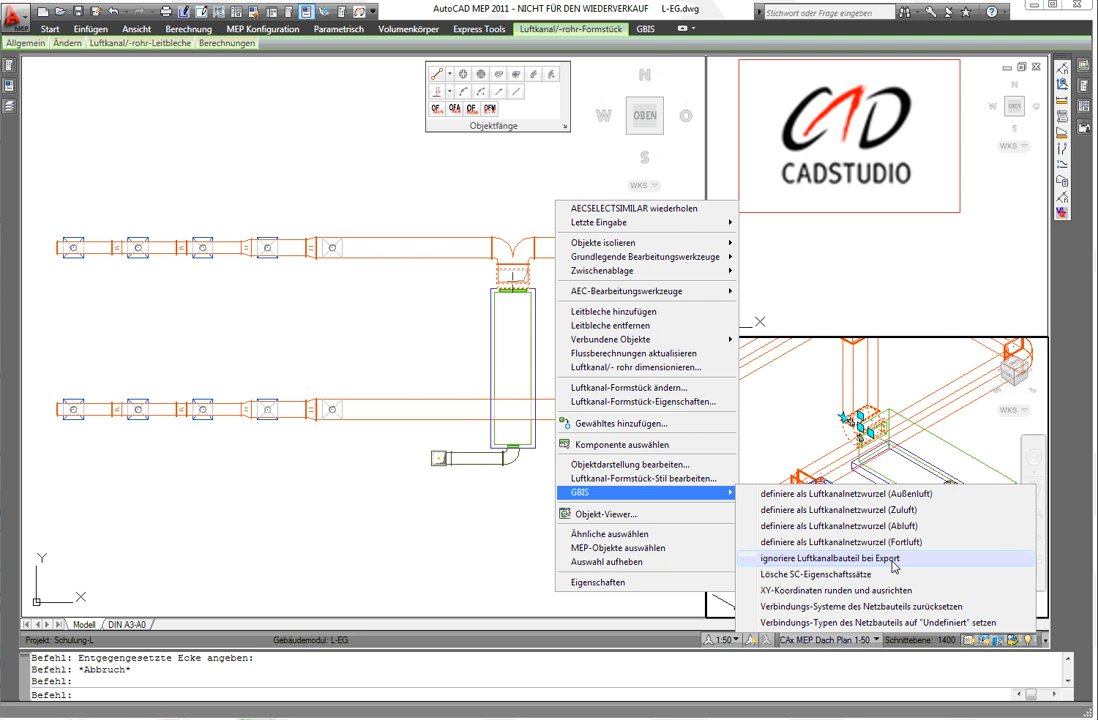 AutoCAD MEP 2011 - NICHT FÜR DEN WIEDERVERKAUF L-EG.dwg
Stichwort oder Frage eingeben
MEP
Start Einfügen Ansicht Berechnung MEP Konfiguration Parametrisch Volumenkörper Express Tools Luftkanal/-rohr-Formstück GBIS
Allgemein Ändern Luftkanal/-rohr-Leitbleche Berechnungen
Objektfänge
N
W OBEN O
S
WKS
CAD
CADSTUDIO
N
W OBEN O
S
WKS
AECSELECTSIMILAR wiederholen
Letzte Eingabe
Objekte isolieren
Grundlegende Bearbeitungswerkzeuge
Zwischenablage
AEC-Bearbeitungswerkzeuge
Leitbleche hinzufügen
Leitbleche entfernen
Verbundene Objekte
Flussberechnungen aktualisieren
Luftkanal/- rohr dimensionieren...
Luftkanal-Formstück ändern...
Luftkanal-Formstück-Eigenschaften...
Gewähltes hinzufügen...
Komponente auswählen
Objektdarstellung bearbeiten...
Luftkanal-Formstück-Stil bearbeiten...
GBIS
Objekt-Viewer...
Ähnliche auswählen
MEP-Objekte auswählen
Auswahl aufheben
Eigenschaften
X
WKS
definiere als Luftkanalnetzwurzel (Außenluft)
definiere als Luftkanalnetzwurzel (Zuluft)
definiere als Luftkanalnetzwurzel (Abluft)
definiere als Luftkanalnetzwurzel (Fortluft)
ignoriere Luftkanalbauteil bei Export
Lösche SC-Eigenschaftssätze
XY-Koordinaten runden und ausrichten
Verbindungs-Systeme des Netzbauteils zurücksetzen
Verbindungs-Typen des Netzbauteils auf "Undefiniert" setzen
Y
X
Modell DIN A3-A0
Projekt: Schulung-L Gebäudemodul: L-EG 1:50 CAx MEP Dach Plan 1-50 Schnittebene: 1400
Befehl: Entgegengesetzte Ecke angeben:
Befehl: *Abbruch*
Befehl:
Befehl: